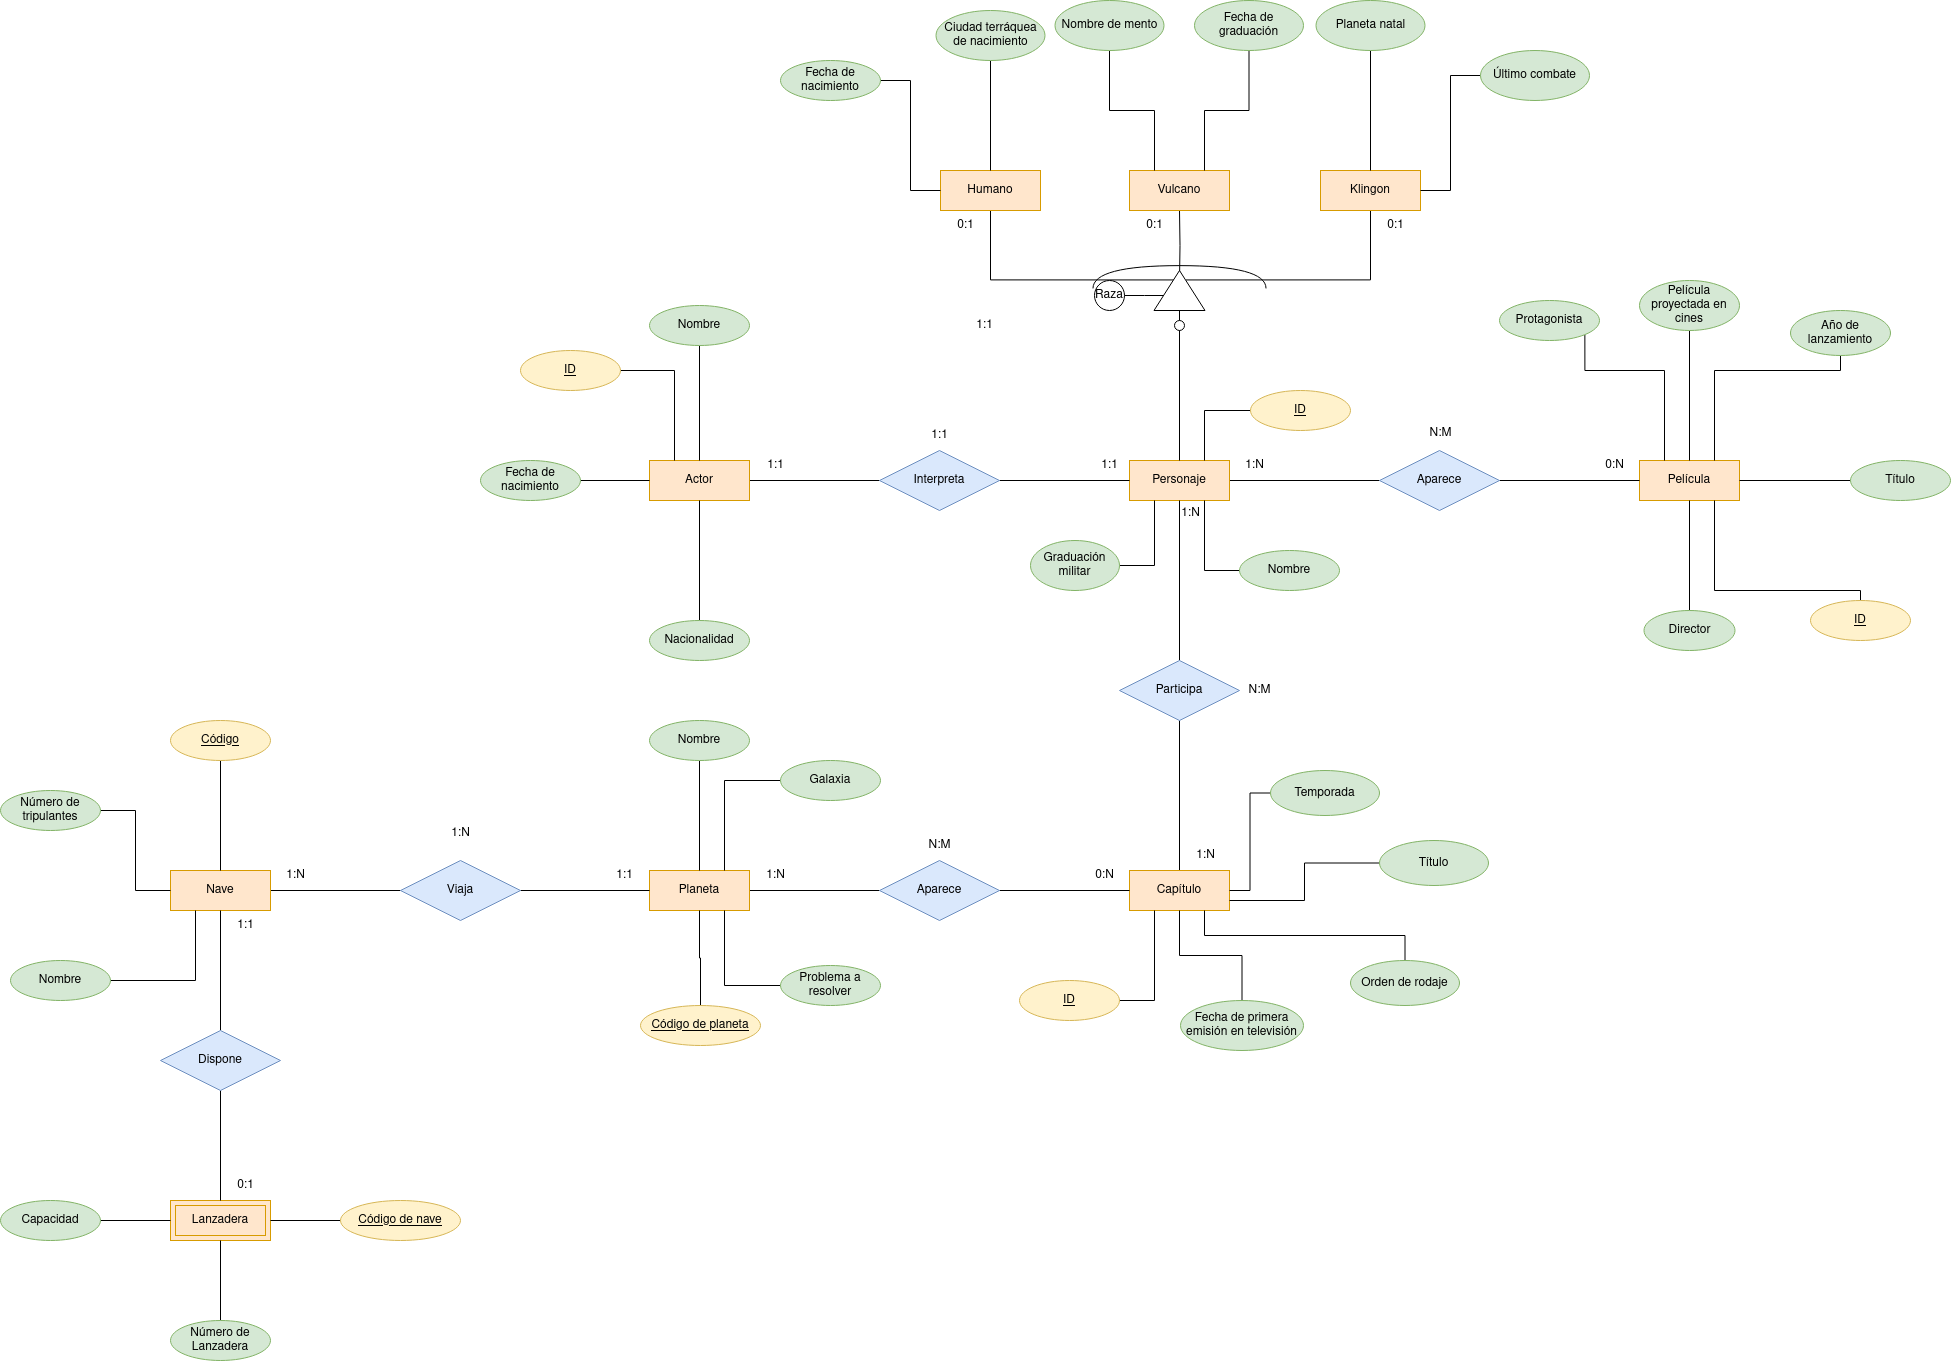 Ciudad terráquea
de nacimiento
Nombre de mento
Fecha de
graduación
Planeta natal
Fecha de
nacimiento
Último combate
Humano
Vulcano
Klingon
0:1
0:1
0:1
Raza
1:1
Nombre
ID
Película
proyectada en
cines
Protagonista
Año de
lanzamiento
ID
1:1
N:M
Fecha de
nacimiento
Actor
1:1
Interpreta
1:1
Personaje
1:N
Aparece
0:N
Película
Título
1:N
Graduación
militar
Nombre
Nacionalidad
Director
ID
Participa
N:M
Código
Nombre
Galaxia
Temporada
Número de
tripulantes
1:N
N:M
1:N
Título
Nave
1:N
Viaja
1:1
Planeta
1:N
Aparece
0:N
Capítulo
1:1
Nombre
Problema a
resolver
Código de planeta
ID
Orden de rodaje
Fecha de primera
emisión en televisión
Dispone
0:1
Capacidad
Lanzadera
Código de nave
Número de
Lanzadera